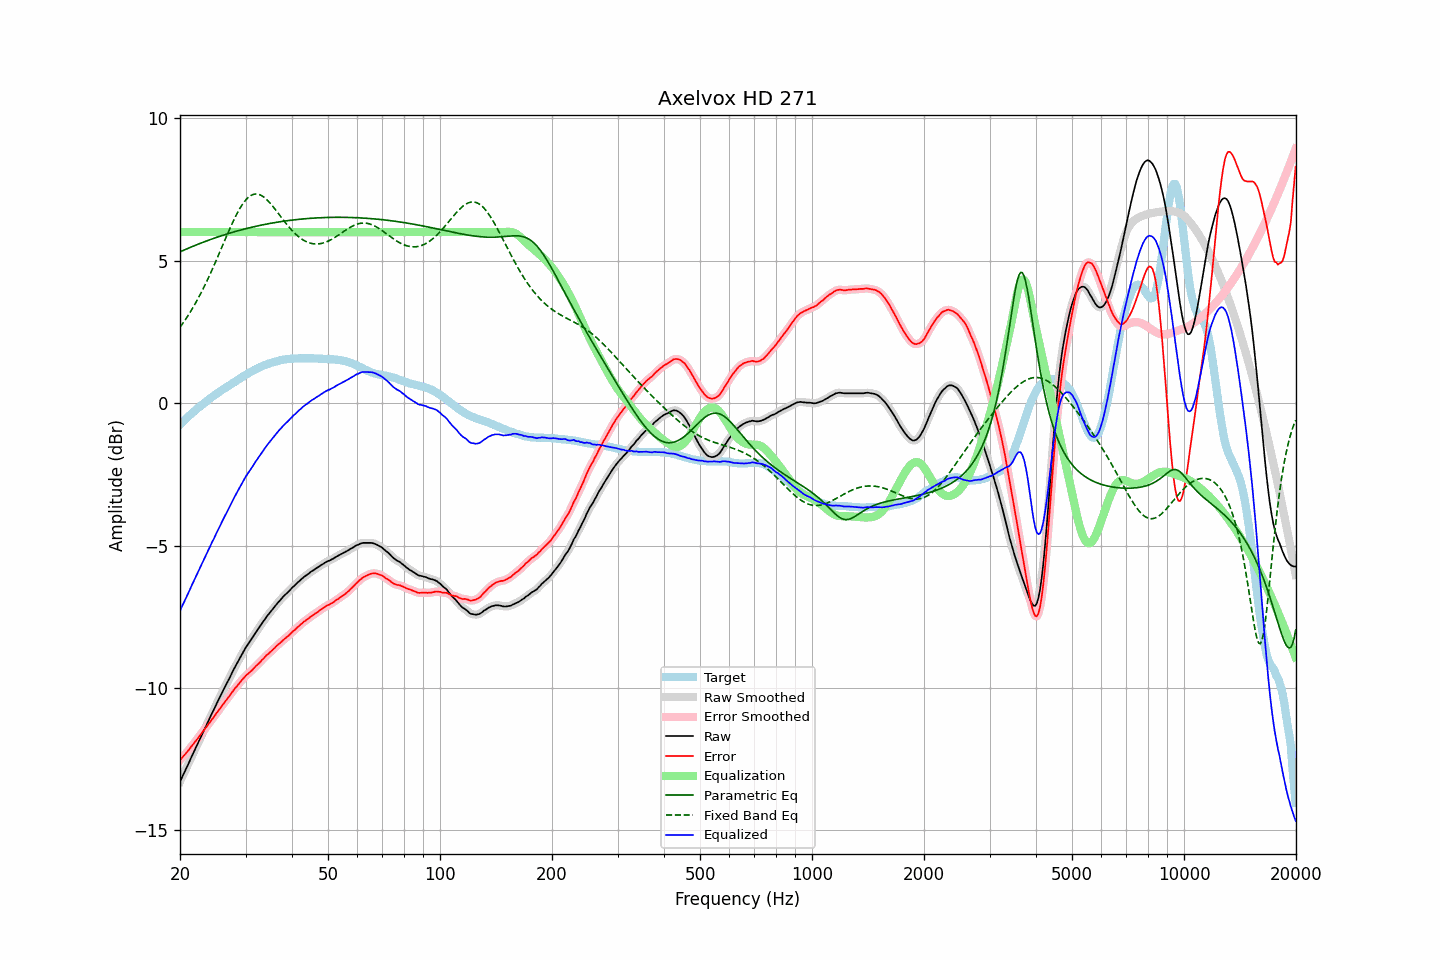 Axelvox HD 271
Amplitude (dBr)
10
5
0
−5
−10
−15
Target
Raw Smoothed
Error Smoothed
Raw
Error
Equalization
Parametric Eq
Fixed Band Eq
Equalized
20 50 100 200 500 1000 2000 5000 10000 20000
Frequency (Hz)